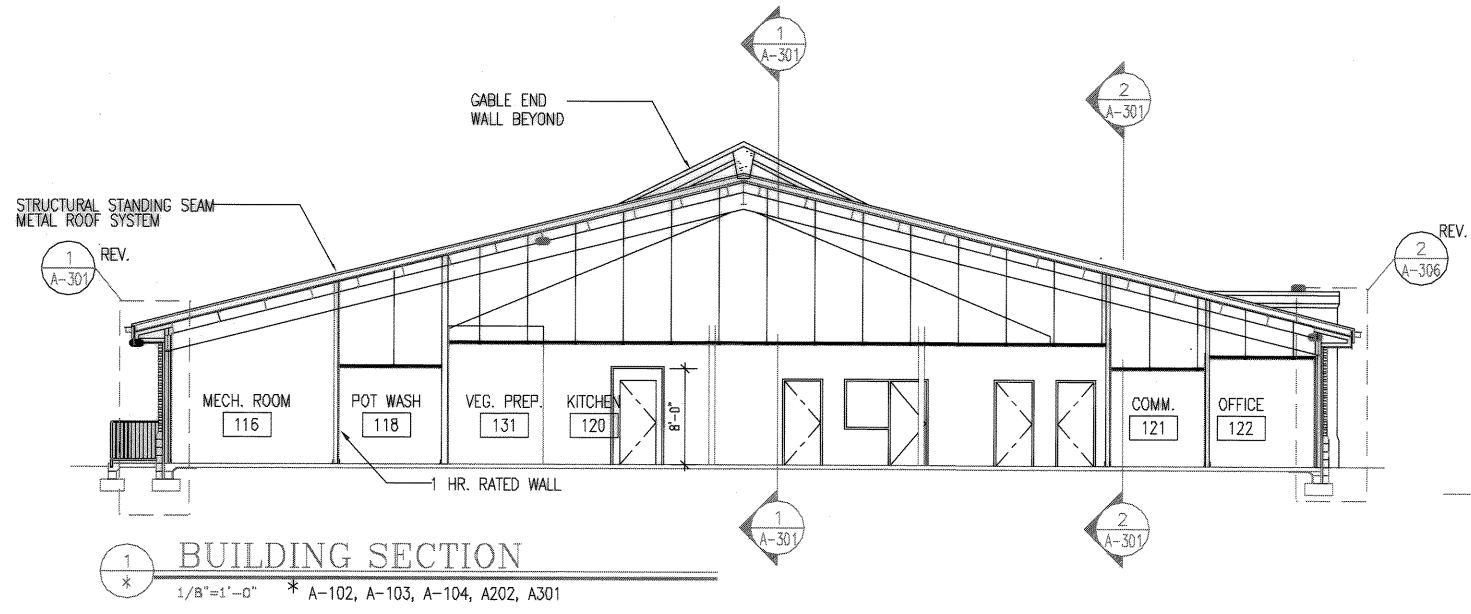 1
A-301
2
A-301
GABLE END
WALL BEYOND
STRUCTURAL STANDING SEAM
METAL ROOF SYSTEM
1
A-301
REV.
2
A-306
REV.
MECH. ROOM
116
POT WASH
118
VEG. PREP.
131
KITCHEN
120
8'-0"
COMM.
121
OFFICE
122
1 HR. RATED WALL
1
A-301
2
A-301
1
*
BUILDING SECTION
1/8"=1'-0"
* A-102, A-103, A-104, A202, A301